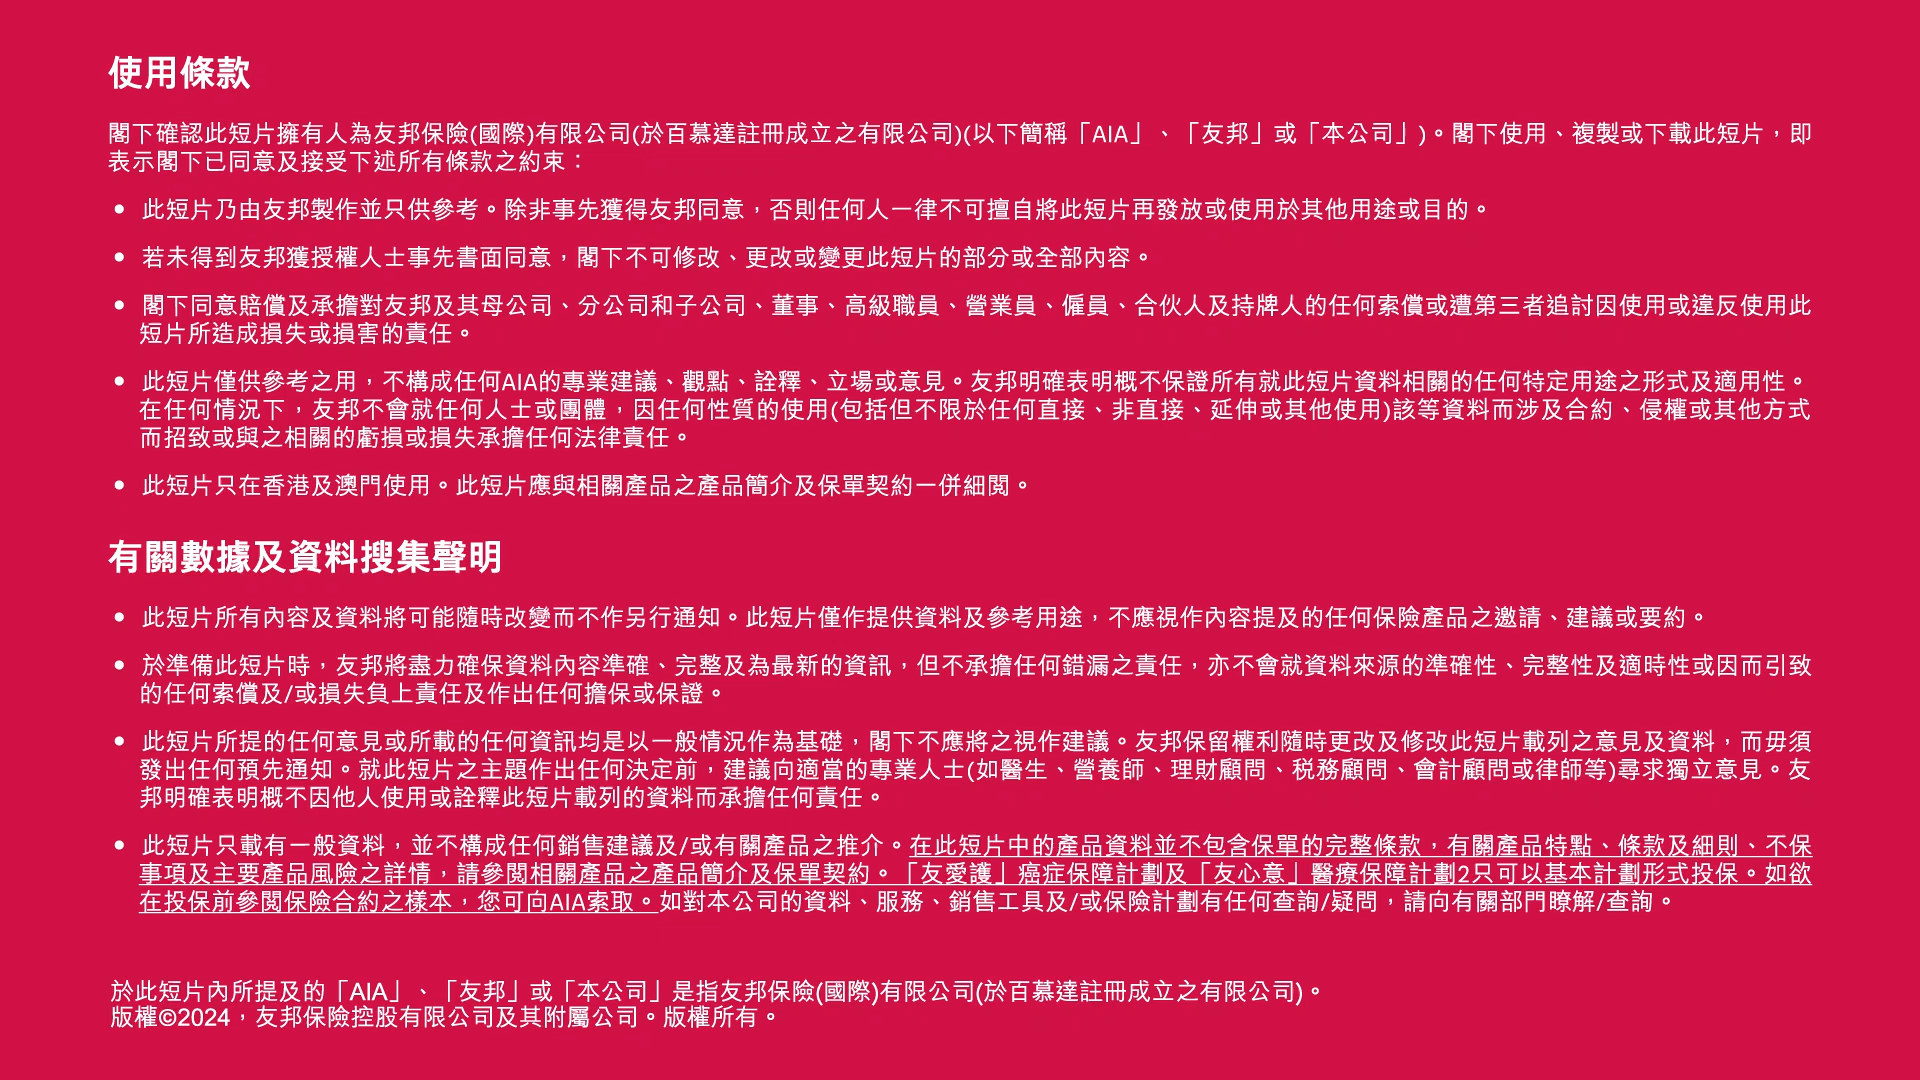 使用條款
閣下確認此短片擁有人為友邦保險(國際)有限公司(於百慕達註冊成立之有限公司)(以下簡稱「AIA」、「友邦」或「本公司」)。閣下使用、複製或下載此短片，即
表示閣下已同意及接受下述所有條款之約束：
• 此短片乃由友邦製作並只供參考。除非事先獲得友邦同意，否則任何人一律不可擅自將此短片再發放或使用於其他用途或目的。
• 若未得到友邦獲授權人士事先書面同意，閣下不可修改、更改或變更此短片的部分或全部內容。
• 閣下同意賠償及承擔對友邦及其母公司、分公司和子公司、董事、高級職員、營業員、僱員、合伙人及持牌人的任何索償或遭第三者追討因使用或違反使用此
短片所造成損失或損害的責任。
• 此短片僅供參考之用，不構成任何AIA的專業建議、觀點、詮釋、立場或意見。友邦明確表明概不保證所有就此短片資料相關的任何特定用途之形式及適用性。
在任何情況下，友邦不會就任何人士或團體，因任何性質的使用(包括但不限於任何直接、非直接、延伸或其他使用)該等資料而涉及合約、侵權或其他方式
而招致或與之相關的虧損或損失承擔任何法律責任。
• 此短片只在香港及澳門使用。此短片應與相關產品之產品簡介及保單契約一併細閲。
有關數據及資料搜集聲明
• 此短片所有內容及資料將可能隨時改變而不作另行通知。此短片僅作提供資料及參考用途，不應視作內容提及的任何保險產品之邀請、建議或要約。
• 於準備此短片時，友邦將盡力確保資料內容準確、完整及為最新的資訊，但不承擔任何錯漏之責任，亦不會就資料來源的準確性、完整性及適時性或因而引致
的任何索償及/或損失負上責任及作出任何擔保或保證。
• 此短片所提的任何意見或所載的任何資訊均是以一般情況作為基礎，閣下不應將之視作建議。友邦保留權利隨時更改及修改此短片載列之意見及資料，而毋須
發出任何預先通知。就此短片之主題作出任何決定前，建議向適當的專業人士(如醫生、營養師、理財顧問、税務顧問、會計顧問或律師等)尋求獨立意見。友
邦明確表明概不因他人使用或詮釋此短片載列的資料而承擔任何責任。
• 此短片只載有一般資料，並不構成任何銷售建議及/或有關產品之推介。在此短片中的產品資料並不包含保單的完整條款，有關產品特點、條款及細則、不保
事項及主要產品風險之詳情，請參閲相關產品之產品簡介及保單契約。「友愛護」癌症保障計劃及「友心意」醫療保障計劃2只可以基本計劃形式投保。如欲
在投保前參閲保險合約之樣本，您可向AIA索取。如對本公司的資料、服務、銷售工具及/或保險計劃有任何查詢/疑問，請向有關部門瞭解/查詢。
於此短片內所提及的「AIA」、「友邦」或「本公司」是指友邦保險(國際)有限公司(於百慕達註冊成立之有限公司)。
版權©2024，友邦保險控股有限公司及其附屬公司。版權所有。